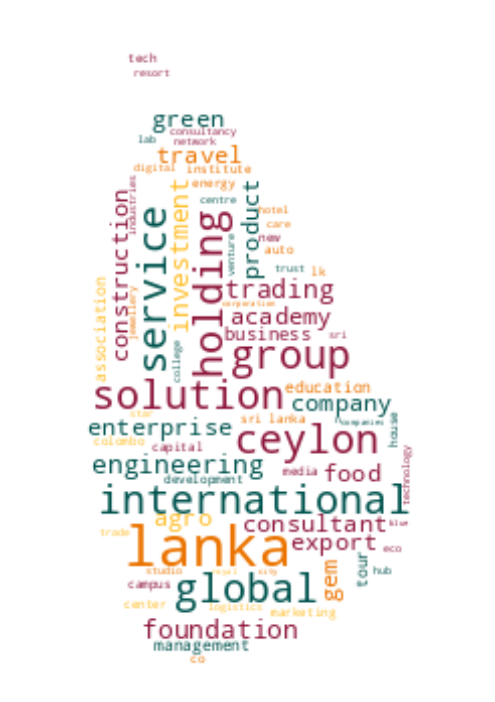 tech
resort
green
consultancy
lab
network
travel
digital
institute
energy
industries
centre
product
hotel
care
new
auto
construction
service
investment
holding
venture
trust
lk
association
jewellery
trading
corporation
academy
business
sri
college
group
solution
education
company
star
enterprise
sri lanka
companies
house
colombo
capital
ceylon
engineering
media
food
technology
development
international
agro
consultant
blue
trade
lanka
export
eco
studio
city
gem
tour
hub
campus
global
center
logistics
marketing
foundation
management
co